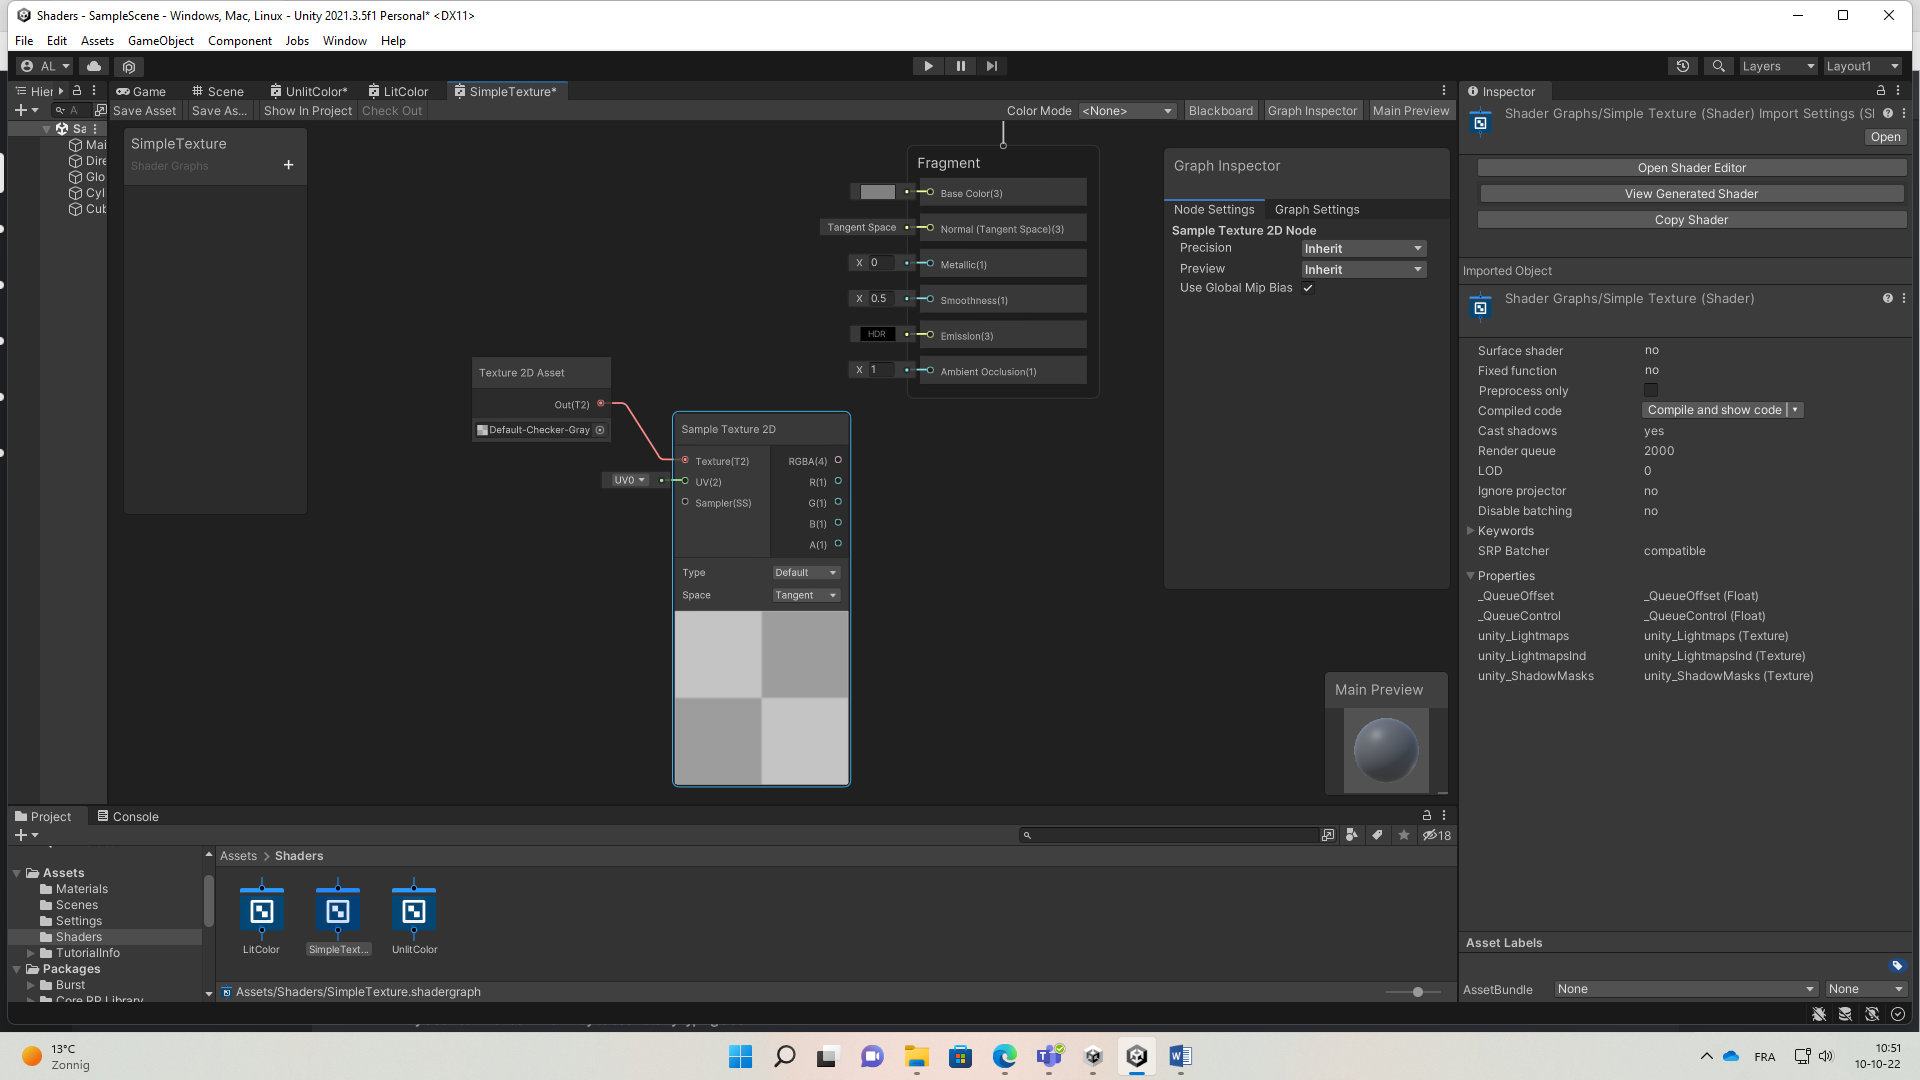 Shaders - SampleScene - Windows, Mac, Linux - Unity 2021.3.5f1 Personal* <DX11>
File Edit Assets GameObject Component Jobs Window Help
AL
Layers
Layout1
Hier
Game
Scene
UnlitColor*
LitColor
SimpleTexture*
Inspector
Save Asset
Save As...
Show In Project
Check Out
Color Mode
<None>
Blackboard
Graph Inspector
Main Preview
Sa
Mai
Dire
Glo
Cyl
Cub
SimpleTexture
Shader Graphs
Fragment
Base Color(3)
Tangent Space
Normal (Tangent Space)(3)
X 0
Metallic(1)
X 0.5
Smoothness(1)
HDR
Emission(3)
X 1
Ambient Occlusion(1)
Texture 2D Asset
Out(T2)
Default-Checker-Gray
Sample Texture 2D
Texture(T2)
RGBA(4)
UV0
UV(2)
R(1)
Sampler(SS)
G(1)
B(1)
A(1)
Type
Default
Space
Tangent
Graph Inspector
Node Settings
Graph Settings
Sample Texture 2D Node
Precision
Inherit
Preview
Inherit
Use Global Mip Bias
Main Preview
Shader Graphs/Simple Texture (Shader) Import Settings (Sl
Open
Open Shader Editor
View Generated Shader
Copy Shader
Imported Object
Shader Graphs/Simple Texture (Shader)
Surface shader no
Fixed function no
Preprocess only
Compiled code Compile and show code
Cast shadows yes
Render queue 2000
LOD 0
Ignore projector no
Disable batching no
Keywords
SRP Batcher compatible
Properties
_QueueOffset _QueueOffset (Float)
_QueueControl _QueueControl (Float)
unity_Lightmaps unity_Lightmaps (Texture)
unity_LightmapsInd unity_LightmapsInd (Texture)
unity_ShadowMasks unity_ShadowMasks (Texture)
Asset Labels
AssetBundle None None
Project
Console
18
Assets
Materials
Scenes
Settings
Shaders
TutorialInfo
Packages
Burst
Core RP Library
Assets > Shaders
LitColor
SimpleText...
UnlitColor
Assets/Shaders/SimpleTexture.shadergraph
13°C
Zonnig
FRA
10:51
10-10-22